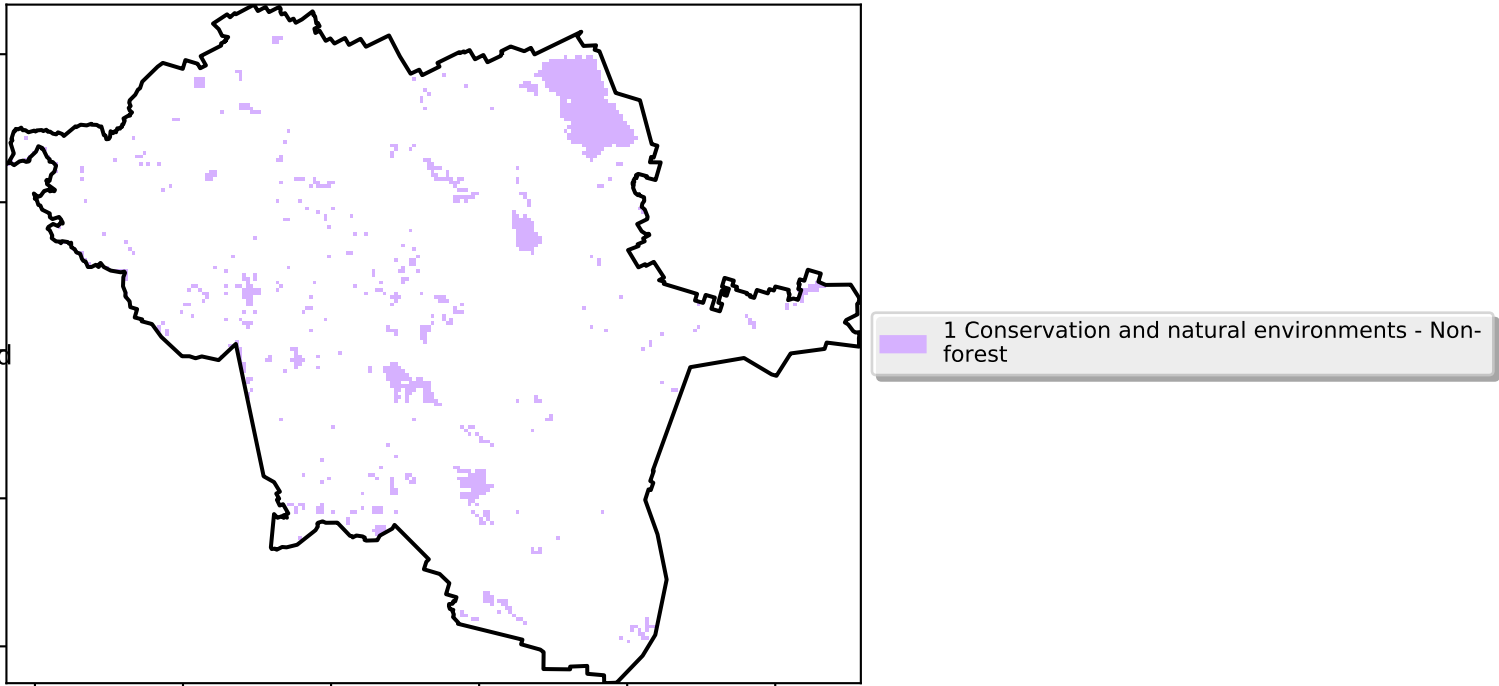 d
1 Conservation and natural environments - Non-
forest